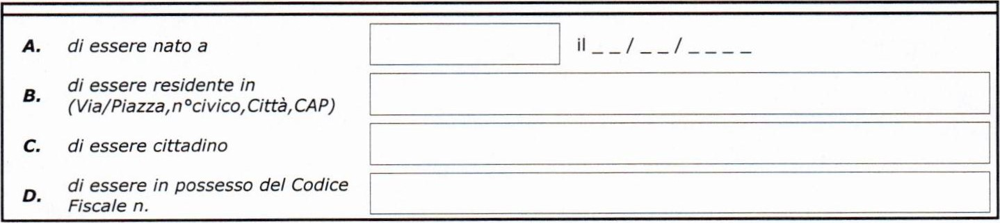 A. di essere nato a il _ _ / _ _ / _ _ _ _
B. di essere residente in
(Via/Piazza,n°civico,Città,CAP)
C. di essere cittadino
D. di essere in possesso del Codice
Fiscale n.